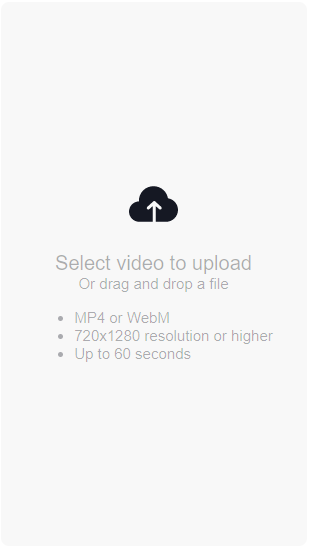 Select video to upload
Or drag and drop a file
• MP4 or WebM
• 720x1280 resolution or higher
• Up to 60 seconds